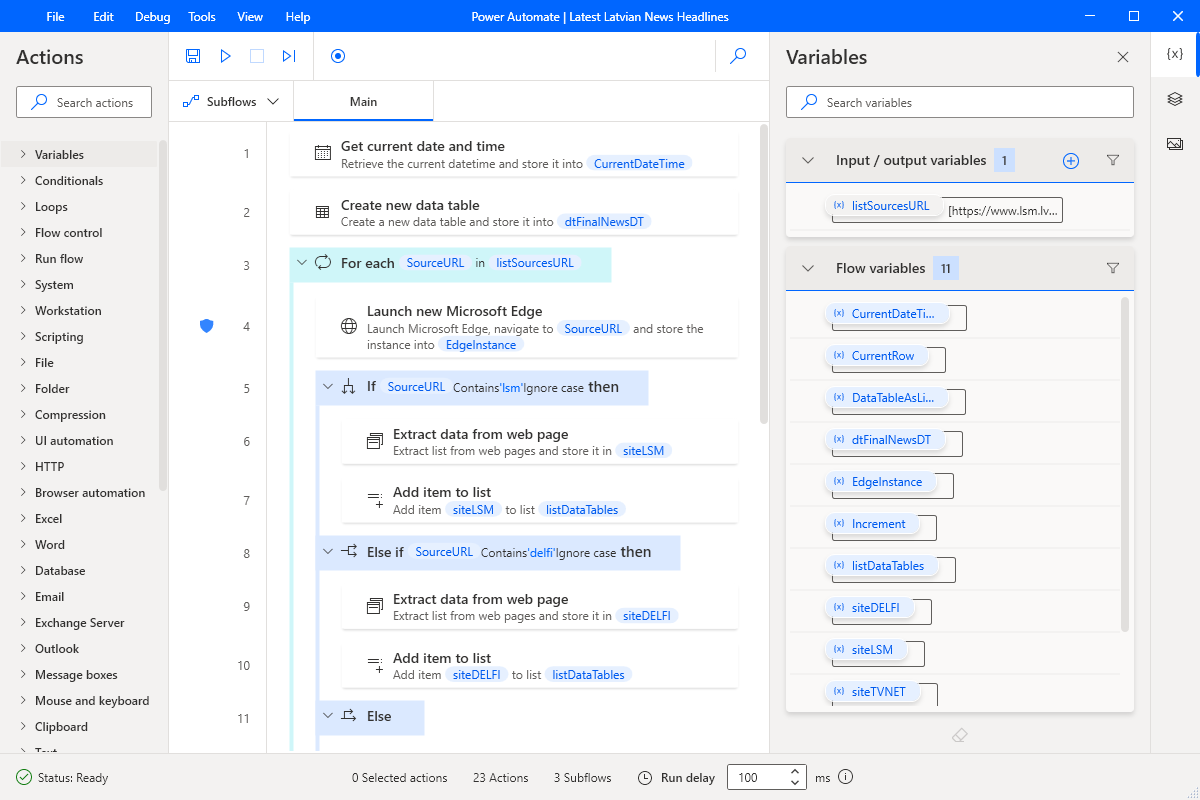 File Edit Debug Tools View Help Power Automate | Latest Latvian News Headlines
Actions
Search actions
Variables
Conditionals
Loops
Flow control
Run flow
System
Workstation
Scripting
File
Folder
Compression
UI automation
HTTP
Browser automation
Excel
Word
Database
Email
Exchange Server
Outlook
Message boxes
Mouse and keyboard
Clipboard
Text
Subflows Main
1 Get current date and time
Retrieve the current datetime and store it into CurrentDateTime
2 Create new data table
Create a new data table and store it into dtFinalNewsDT
3 For each SourceURL in listSourcesURL
4 Launch new Microsoft Edge
Launch Microsoft Edge, navigate to SourceURL and store the
instance into EdgeInstance
5 If SourceURL Contains'lsm'Ignore case then
6 Extract data from web page
Extract list from web pages and store it in siteLSM
7 Add item to list
Add item siteLSM to list listDataTables
8 Else if SourceURL Contains'delfi'Ignore case then
9 Extract data from web page
Extract list from web pages and store it in siteDELFI
10 Add item to list
Add item siteDELFI to list listDataTables
11 Else
Variables
{x}
Search variables
Input / output variables 1
(x) listSourcesURL [https://www.lsm.lv...
Flow variables 11
(x) CurrentDateTi...
(x) CurrentRow
(x) DataTableAsLi...
(x) dtFinalNewsDT
(x) EdgeInstance
(x) Increment
(x) listDataTables
(x) siteDELFI
(x) siteLSM
(x) siteTVNET
Status: Ready 0 Selected actions 23 Actions 3 Subflows Run delay 100 ms